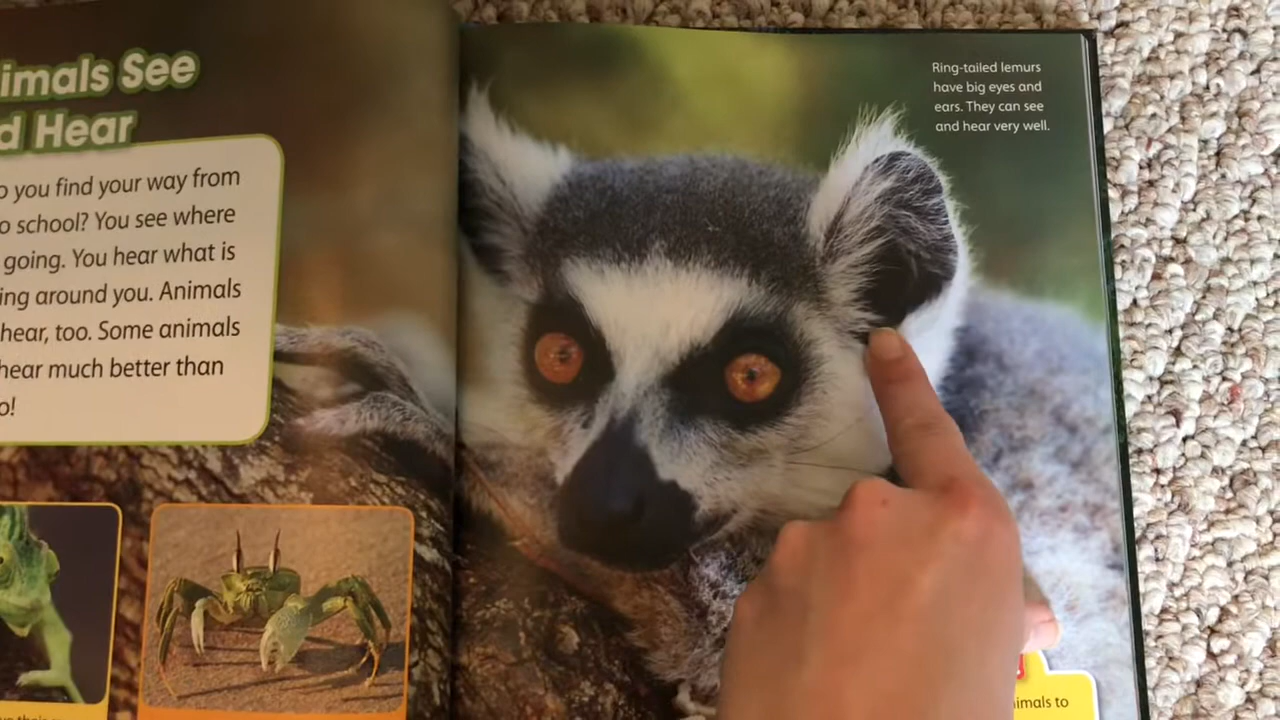 imals See
d Hear
o you find your way from
o school? You see where
going. You hear what is
ing around you. Animals
hear, too. Some animals
hear much better than
o!
Ring-tailed lemurs
have big eyes and
ears. They can see
and hear very well.
imals to